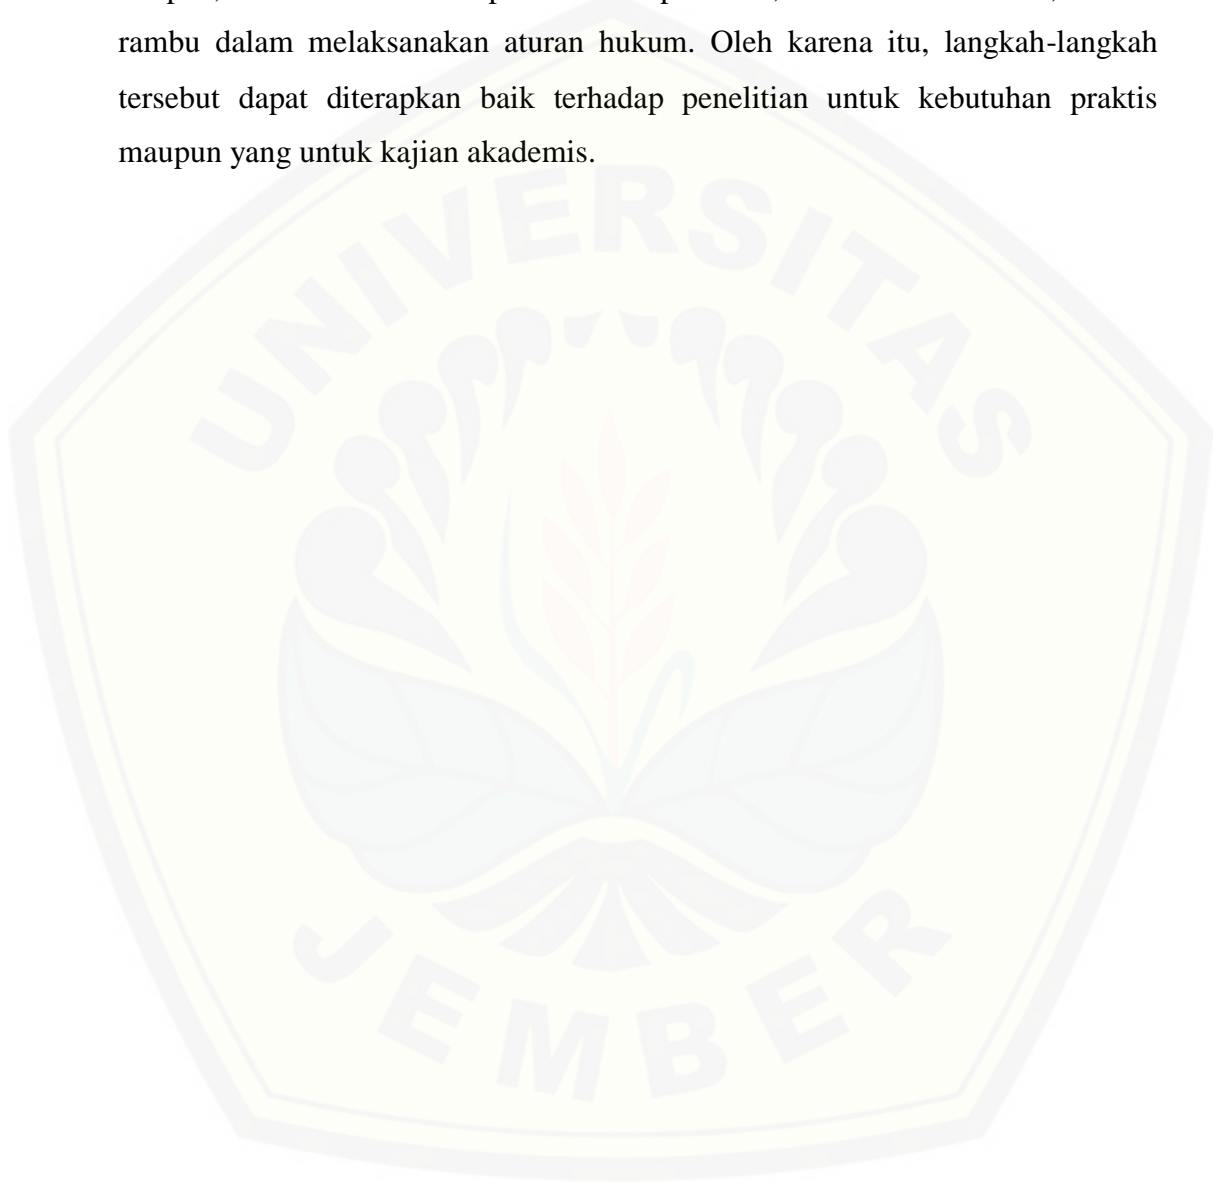 rambu dalam melaksanakan aturan hukum. Oleh karena itu, langkah-langkah
tersebut dapat diterapkan baik terhadap penelitian untuk kebutuhan praktis
maupun yang untuk kajian akademis.
UNIVERSITAS
JEMBER